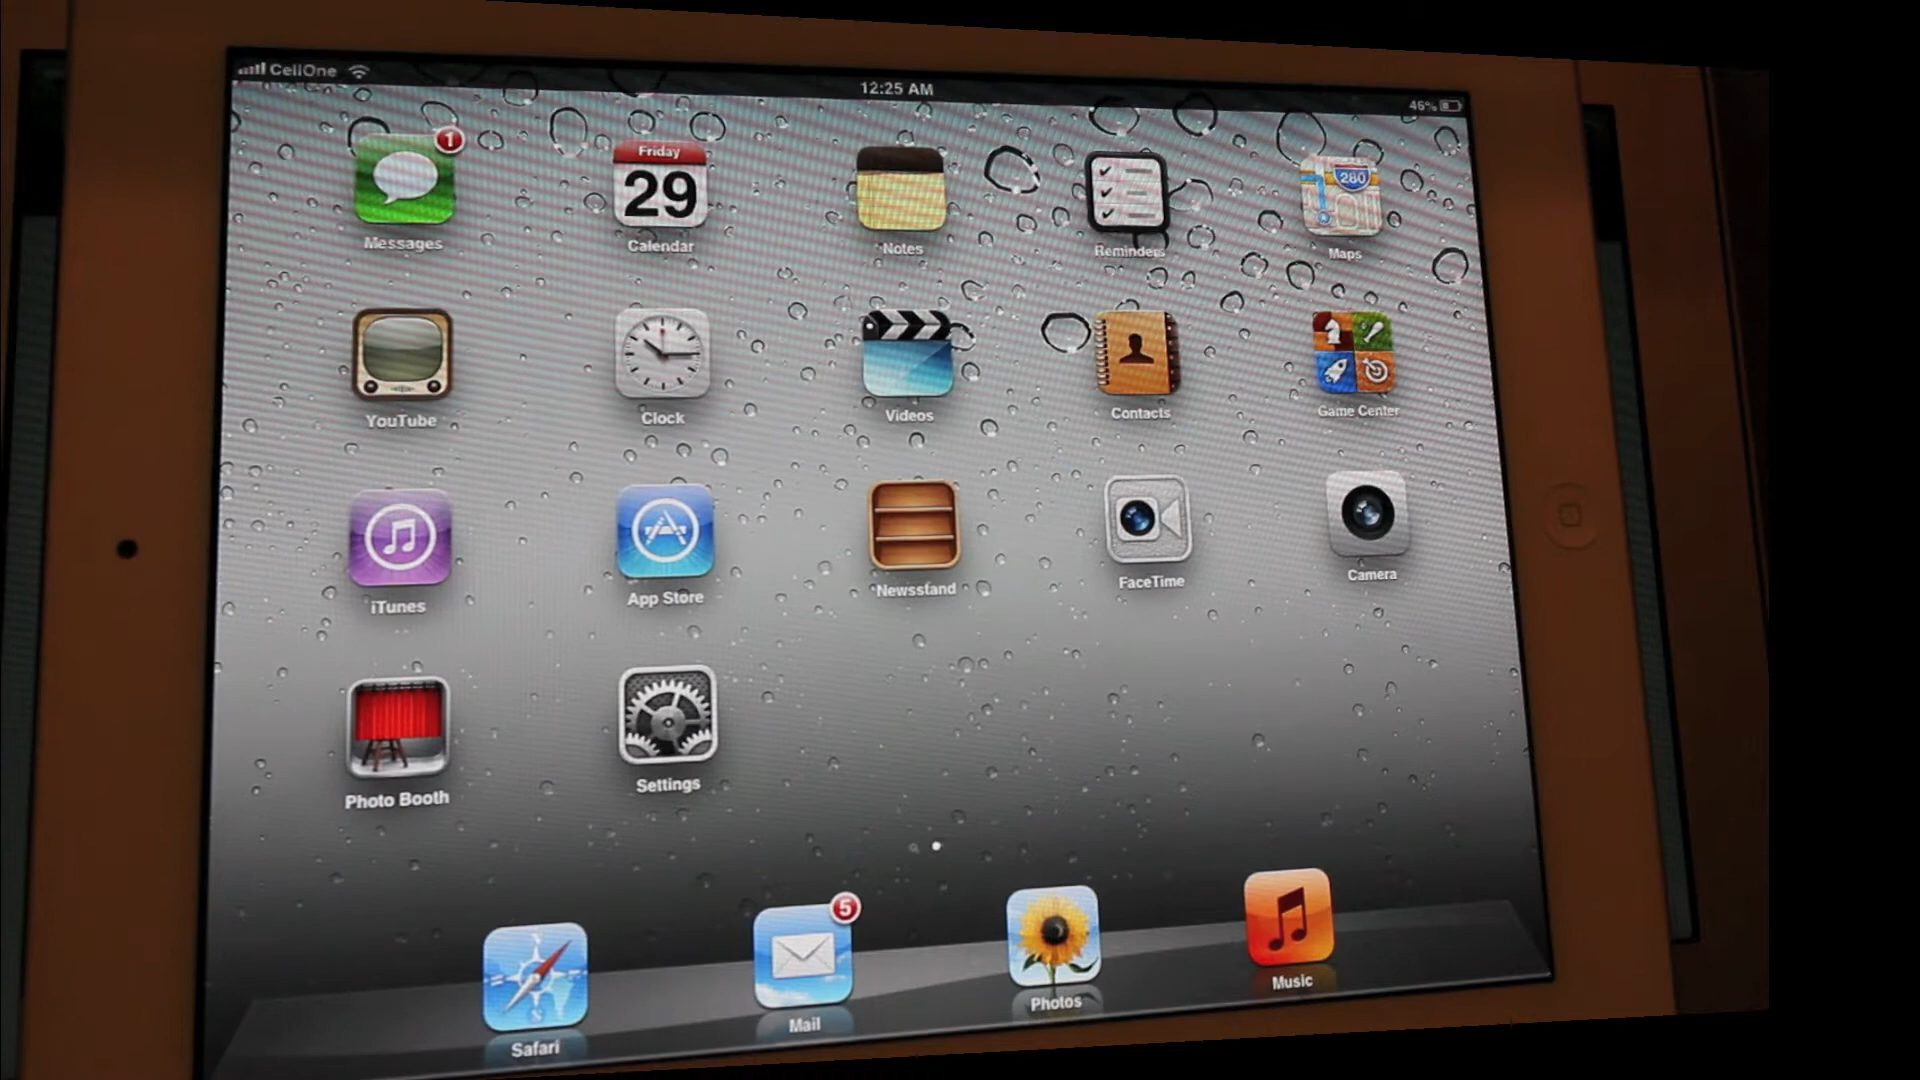 CellOne
12:25 AM
46%
1
Friday
29
280
Messages
Calendar
Notes
Reminders
Maps
YouTube
Clock
Videos
Contacts
Game Center
iTunes
App Store
Newsstand
FaceTime
Camera
Photo Booth
Settings
5
N
S
Safari
Mail
Photos
Music